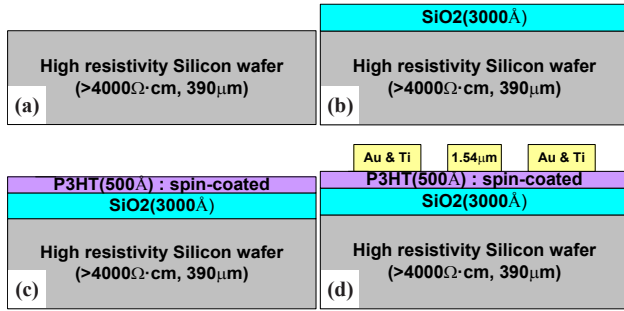 High resistivity Silicon wafer
(>4000Ω·cm, 390μm)
(a)
SiO2(3000Å)
High resistivity Silicon wafer
(>4000Ω·cm, 390μm)
(b)
P3HT(500Å) : spin-coated
SiO2(3000Å)
High resistivity Silicon wafer
(>4000Ω·cm, 390μm)
(c)
Au & Ti 1.54μm Au & Ti
P3HT(500Å) : spin-coated
SiO2(3000Å)
High resistivity Silicon wafer
(>4000Ω·cm, 390μm)
(d)